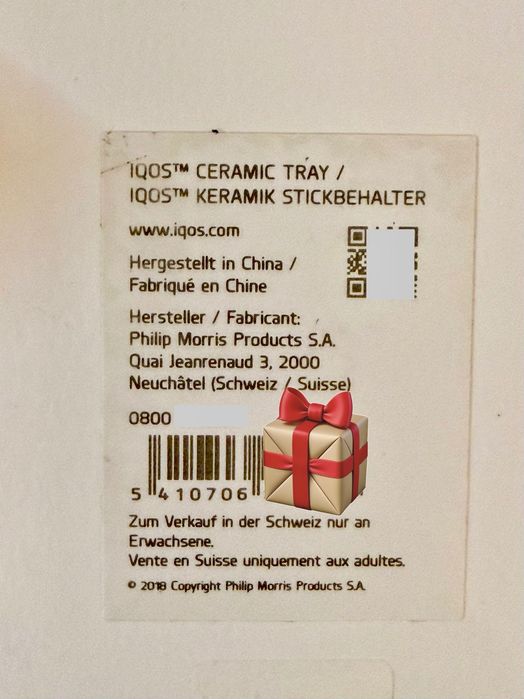 IQOS™ CERAMIC TRAY /
IQOS™ KERAMIK STICKBEHALTER
www.iqos.com
Hergestellt in China /
Fabriqué en Chine
Hersteller / Fabricant:
Philip Morris Products S.A.
Quai Jeanrenaud 3, 2000
Neuchâtel (Schweiz / Suisse)
0800
5 410706
Zum Verkauf in der Schweiz nur an
Erwachsene.
Vente en Suisse uniquement aux adultes.
© 2018 Copyright Philip Morris Products S.A.